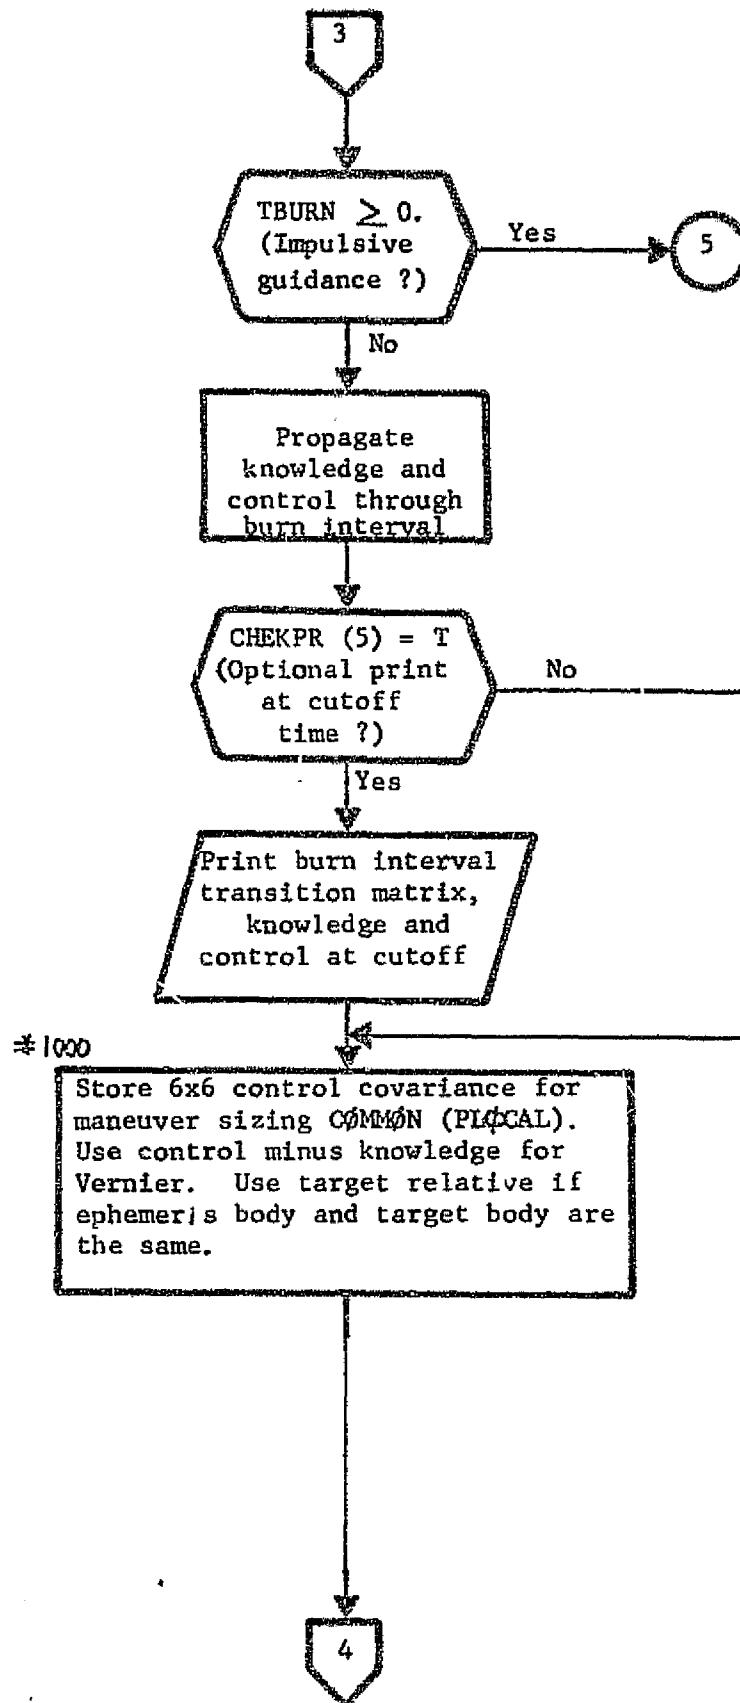 3
TBURN ≥ 0.
(Impulsive
guidance ?)
Yes
5
No
Propagate
knowledge and
control through
burn interval
CHEKPR (5) = T
(Optional print
at cutoff
time ?)
No
Yes
Print burn interval
transition matrix,
knowledge and
control at cutoff
#1000
Store 6x6 control covariance for
maneuver sizing CØMMØN (PLØCAL).
Use control minus knowledge for
Vernier. Use target relative if
ephemeris body and target body are
the same.
4